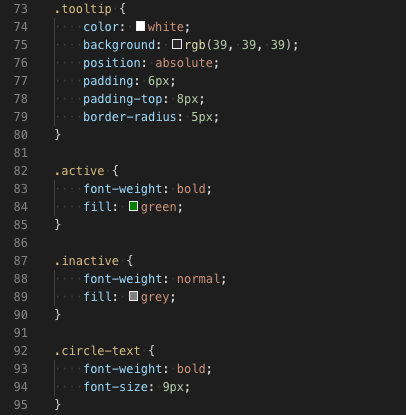 73 .tooltip {
74     color: white;
75     background: rgb(39, 39, 39);
76     position: absolute;
77     padding: 6px;
78     padding-top: 8px;
79     border-radius: 5px;
80 }
81
82 .active {
83     font-weight: bold;
84     fill: green;
85 }
86
87 .inactive {
88     font-weight: normal;
89     fill: grey;
90 }
91
92 .circle-text {
93     font-weight: bold;
94     font-size: 9px;
95 }